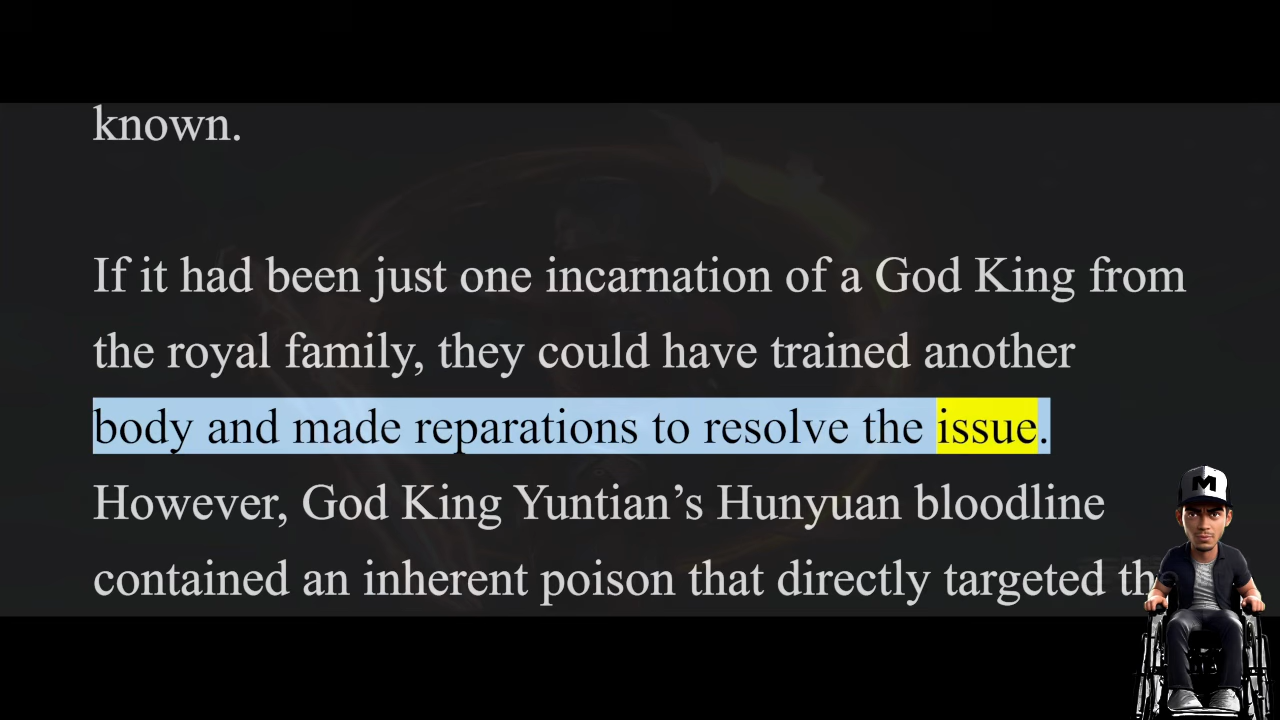 known.
If it had been just one incarnation of a God King from
the royal family, they could have trained another
body and made reparations to resolve the issue.
However, God King Yuntian’s Hunyuan bloodline
contained an inherent poison that directly targeted the
M